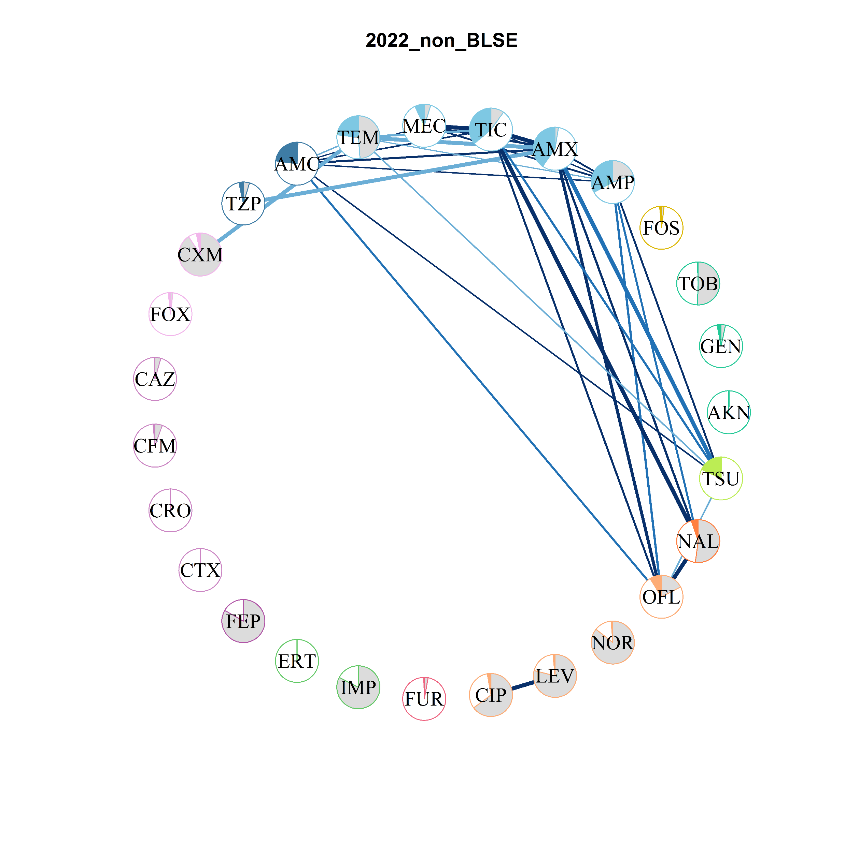 2022_non_BLSE
MEC
TIC
TEM
AMX
AMC
AMP
TZP
FOS
CXM
TOB
FOX
GEN
CAZ
AKN
CFM
TSU
CRO
NAL
CTX
OFL
FEP
NOR
ERT
LEV
IMP
CIP
FUR